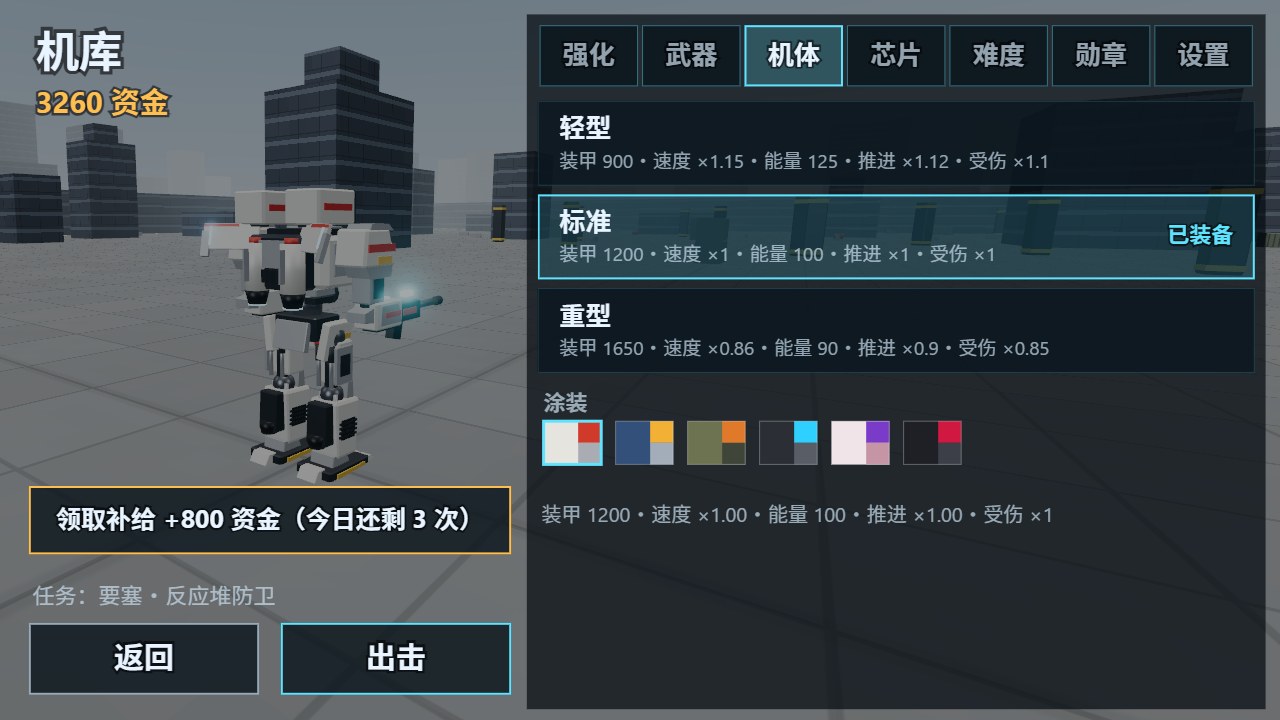 机库
3260 资金
强化
武器
机体
芯片
难度
勋章
设置
轻型
装甲 900・速度 ×1.15・能量 125・推进 ×1.12・受伤 ×1.1
标准
装甲 1200・速度 ×1・能量 100・推进 ×1・受伤 ×1
已装备
重型
装甲 1650・速度 ×0.86・能量 90・推进 ×0.9・受伤 ×0.85
涂装
装甲 1200・速度 ×1.00・能量 100・推进 ×1.00・受伤 ×1
领取补给 +800 资金（今日还剩 3 次）
任务：要塞・反应堆防卫
返回
出击